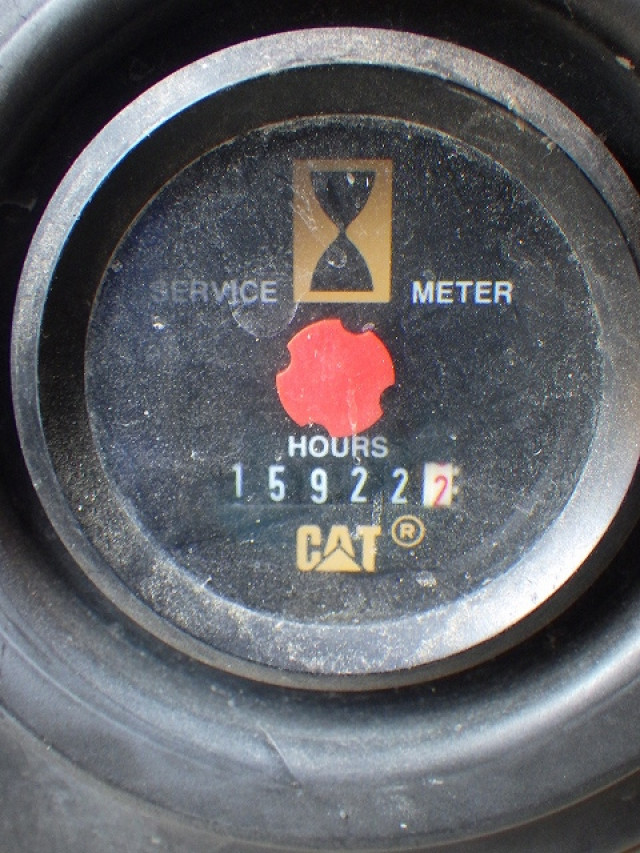 SERVICE METER
HOURS
159222
CAT®